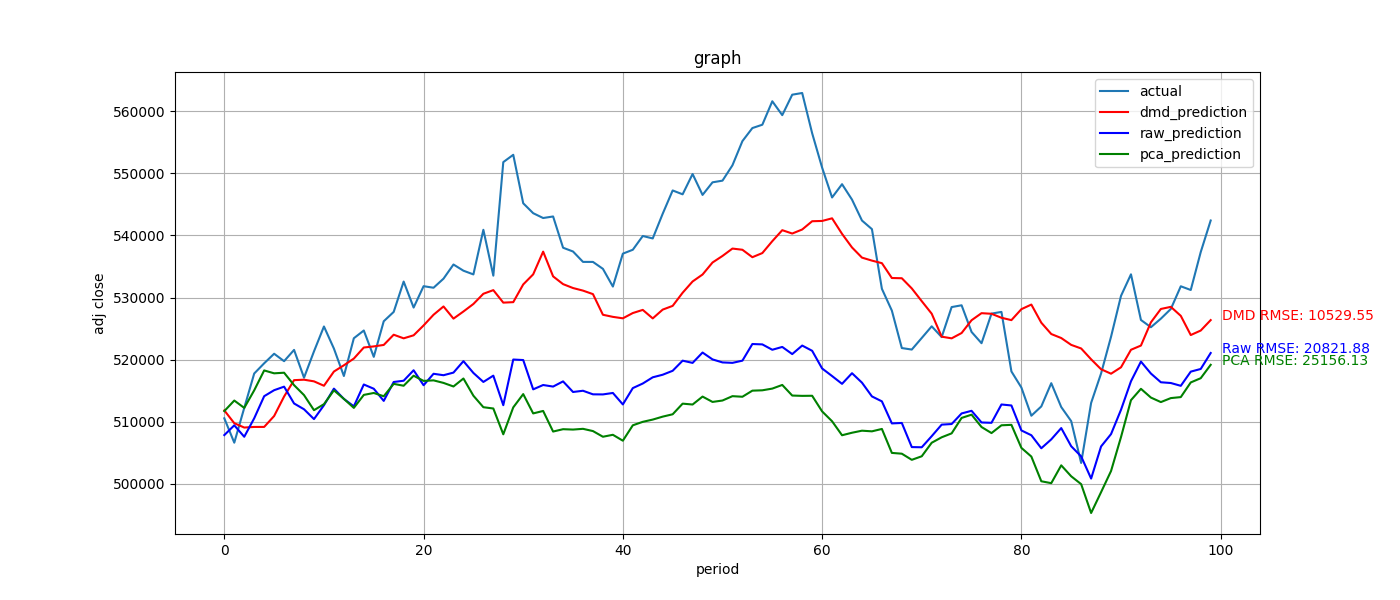 graph
actual
dmd_prediction
raw_prediction
pca_prediction
adj close
560000
550000
540000
530000
520000
510000
500000
DMD RMSE: 10529.55
Raw RMSE: 20821.88
PCA RMSE: 25156.13
0 20 40 60 80 100
period